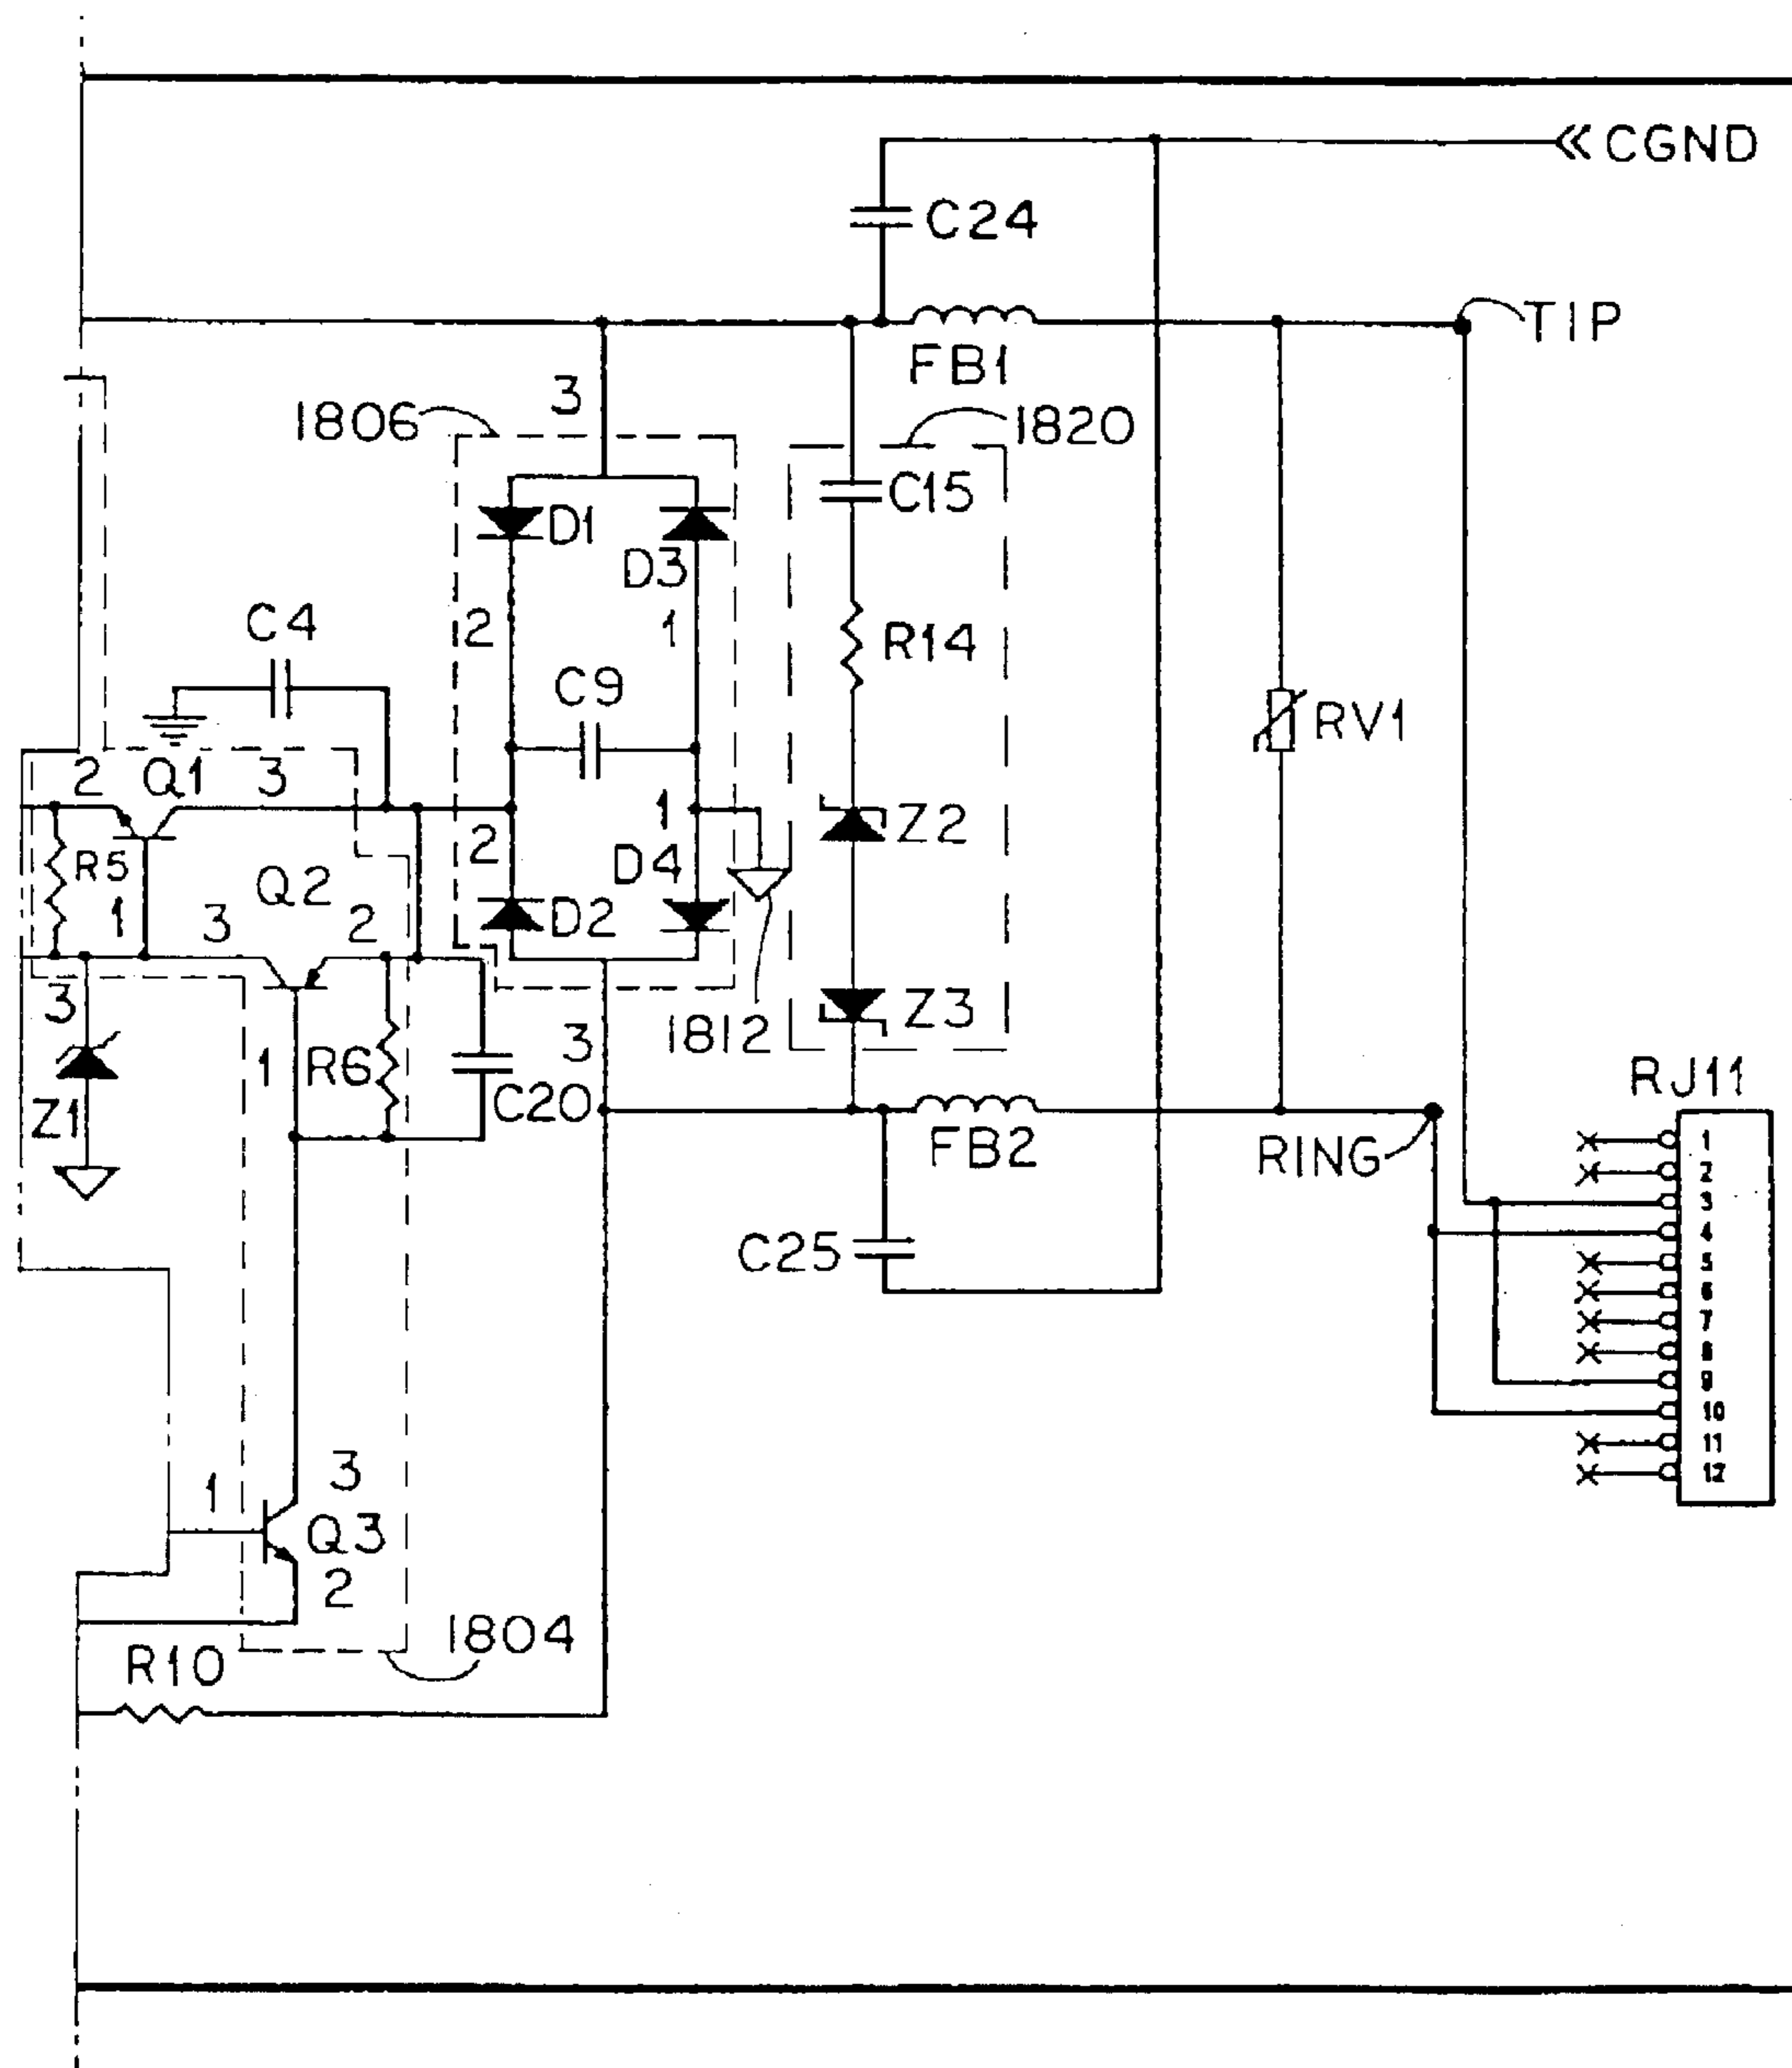 CGND
C24
TIP
FB1
3
1806
1820
C15
D1
D3
2
1
R14
C4
C9
RV1
2
Q1
3
1
Z2
2
D4
R5
Q2
1
3
2
D2
3
Z3
1812
3
1
R6
C20
Z1
FB2
RING
RJ11
1
2
3
4
5
6
7
8
9
10
11
12
C25
3
1
Q3
2
1804
R10